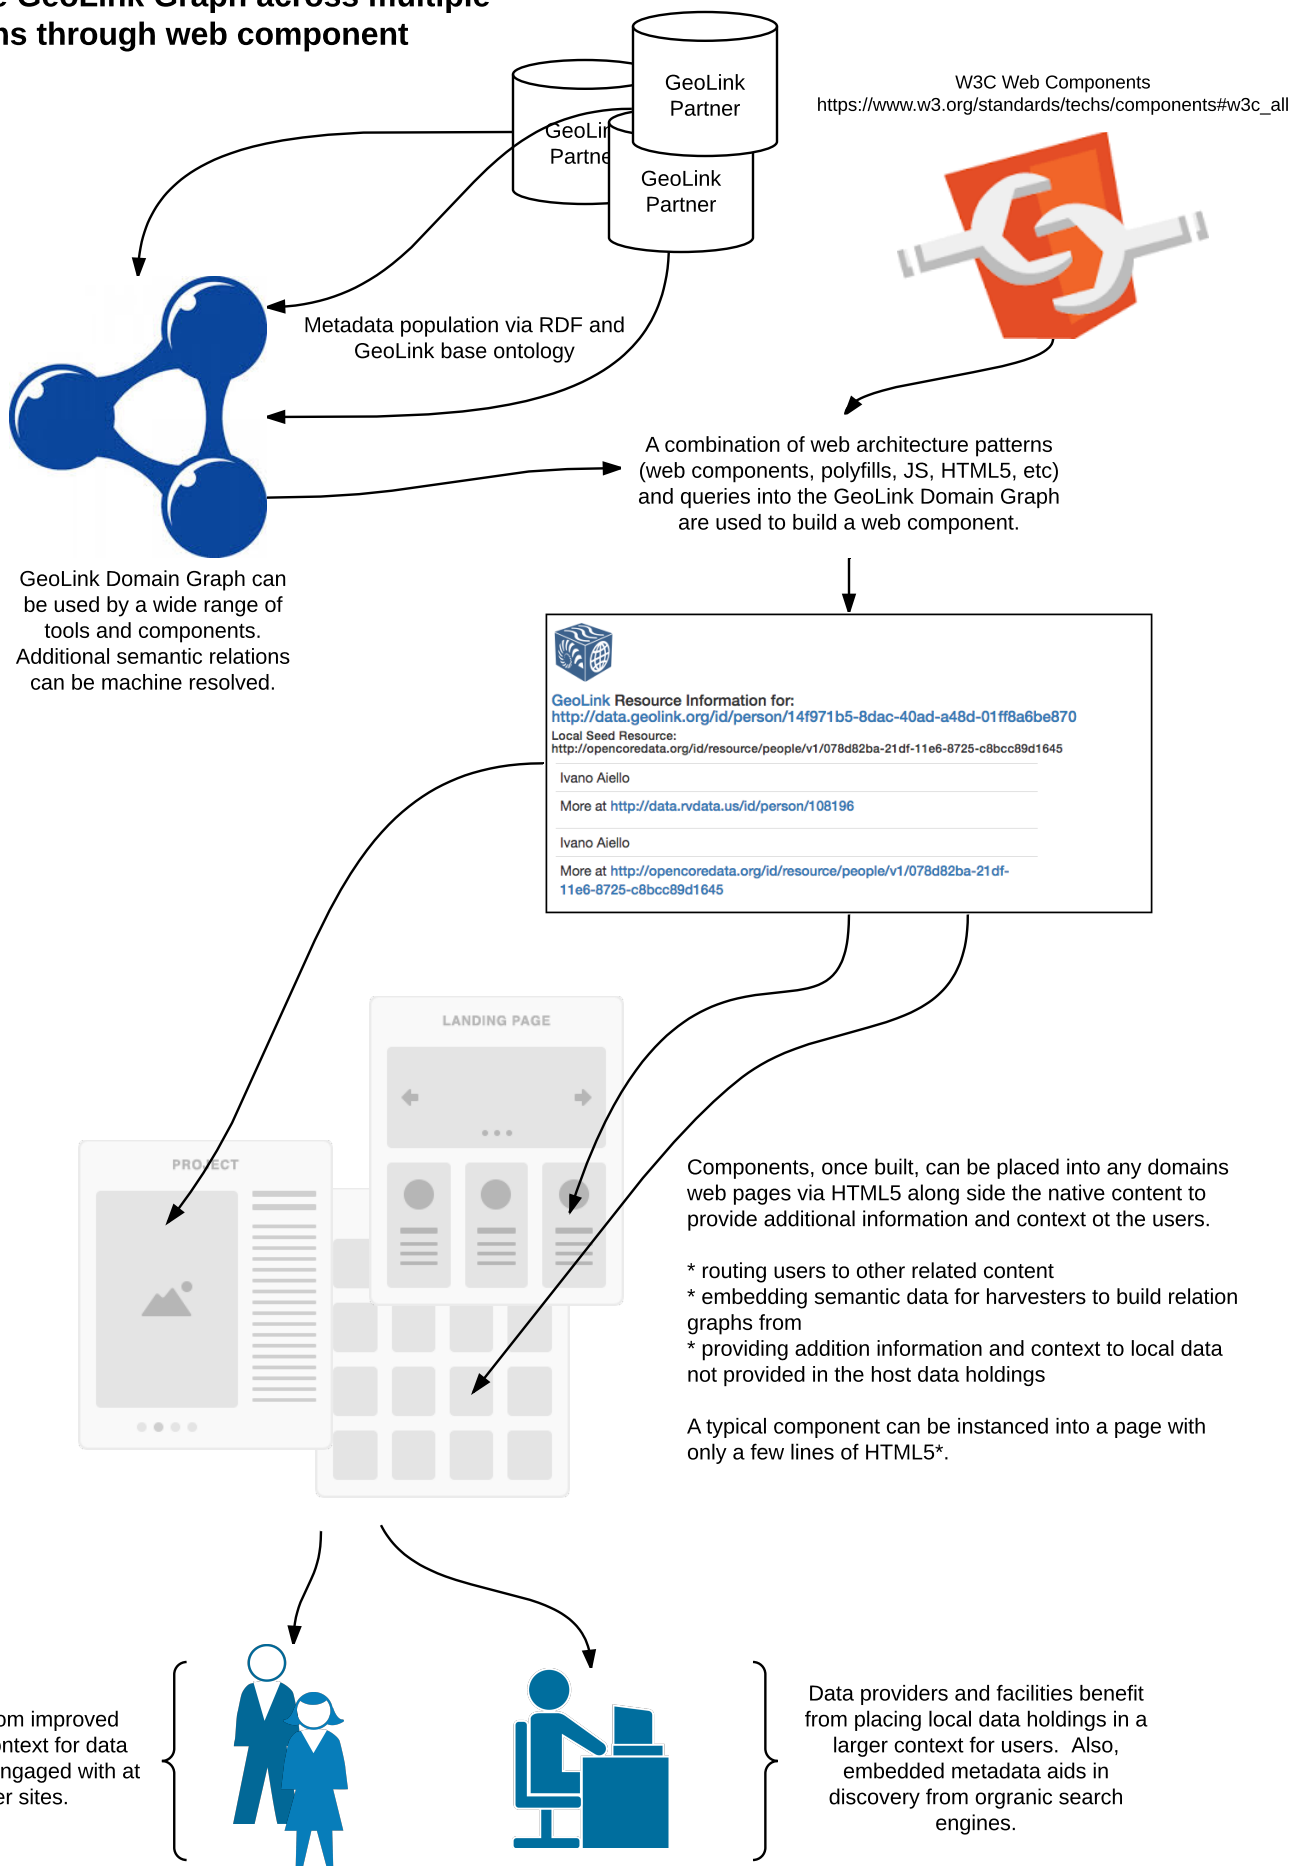 GeoLink Graph across multiple
through web component
GeoLink
Partner
W3C Web Components
https://www.w3.org/standards/techs/components#w3c_all
GeoLink
Partner
Metadata population via RDF and
GeoLink base ontology
A combination of web architecture patterns
(web components, polyfills, JS, HTML5, etc)
and queries into the GeoLink Domain Graph
are used to build a web component.
GeoLink Domain Graph can
be used by a wide range of
tools and components.
Additional semantic relations
can be machine resolved.
GeoLink Resource Information for:
http://data.geolink.org/id/person/14f971b5-8dac-40ad-a48d-01ff8a6be870
Local Seed Resource:
http://opencoredata.org/id/resource/people/v1/078d82ba-21df-11e6-8725-c8bcc89d1645
Ivano Aiello
More at http://data.rvdata.us/id/person/108196
Ivano Aiello
More at http://opencoredata.org/id/resource/people/v1/078d82ba-21df-
11e6-8725-c8bcc89d1645
LANDING PAGE
PROJECT
Components, once built, can be placed into any domains
web pages via HTML5 along side the native content to
provide additional information and context ot the users.
* routing users to other related content
* embedding semantic data for harvesters to build relation
graphs from
* providing addition information and context to local data
not provided in the host data holdings
A typical component can be instanced into a page with
only a few lines of HTML5*.
improved
for data
at
sites.
Data providers and facilities benefit
from placing local data holdings in a
larger context for users. Also,
embedded metadata aids in
discovery from orgranic search
engines.